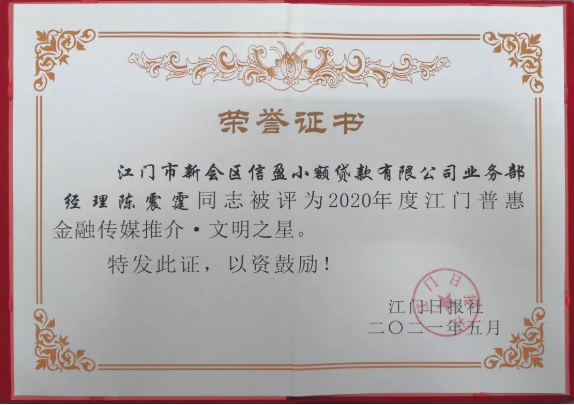 荣誉证书
江门市新会区信盈小额贷款有限公司业务部
经理陈震霆同志被评为2020年度江门普惠
金融传媒推介·文明之星。
特发此证，以资鼓励！
江门日报社
二〇二一年五月